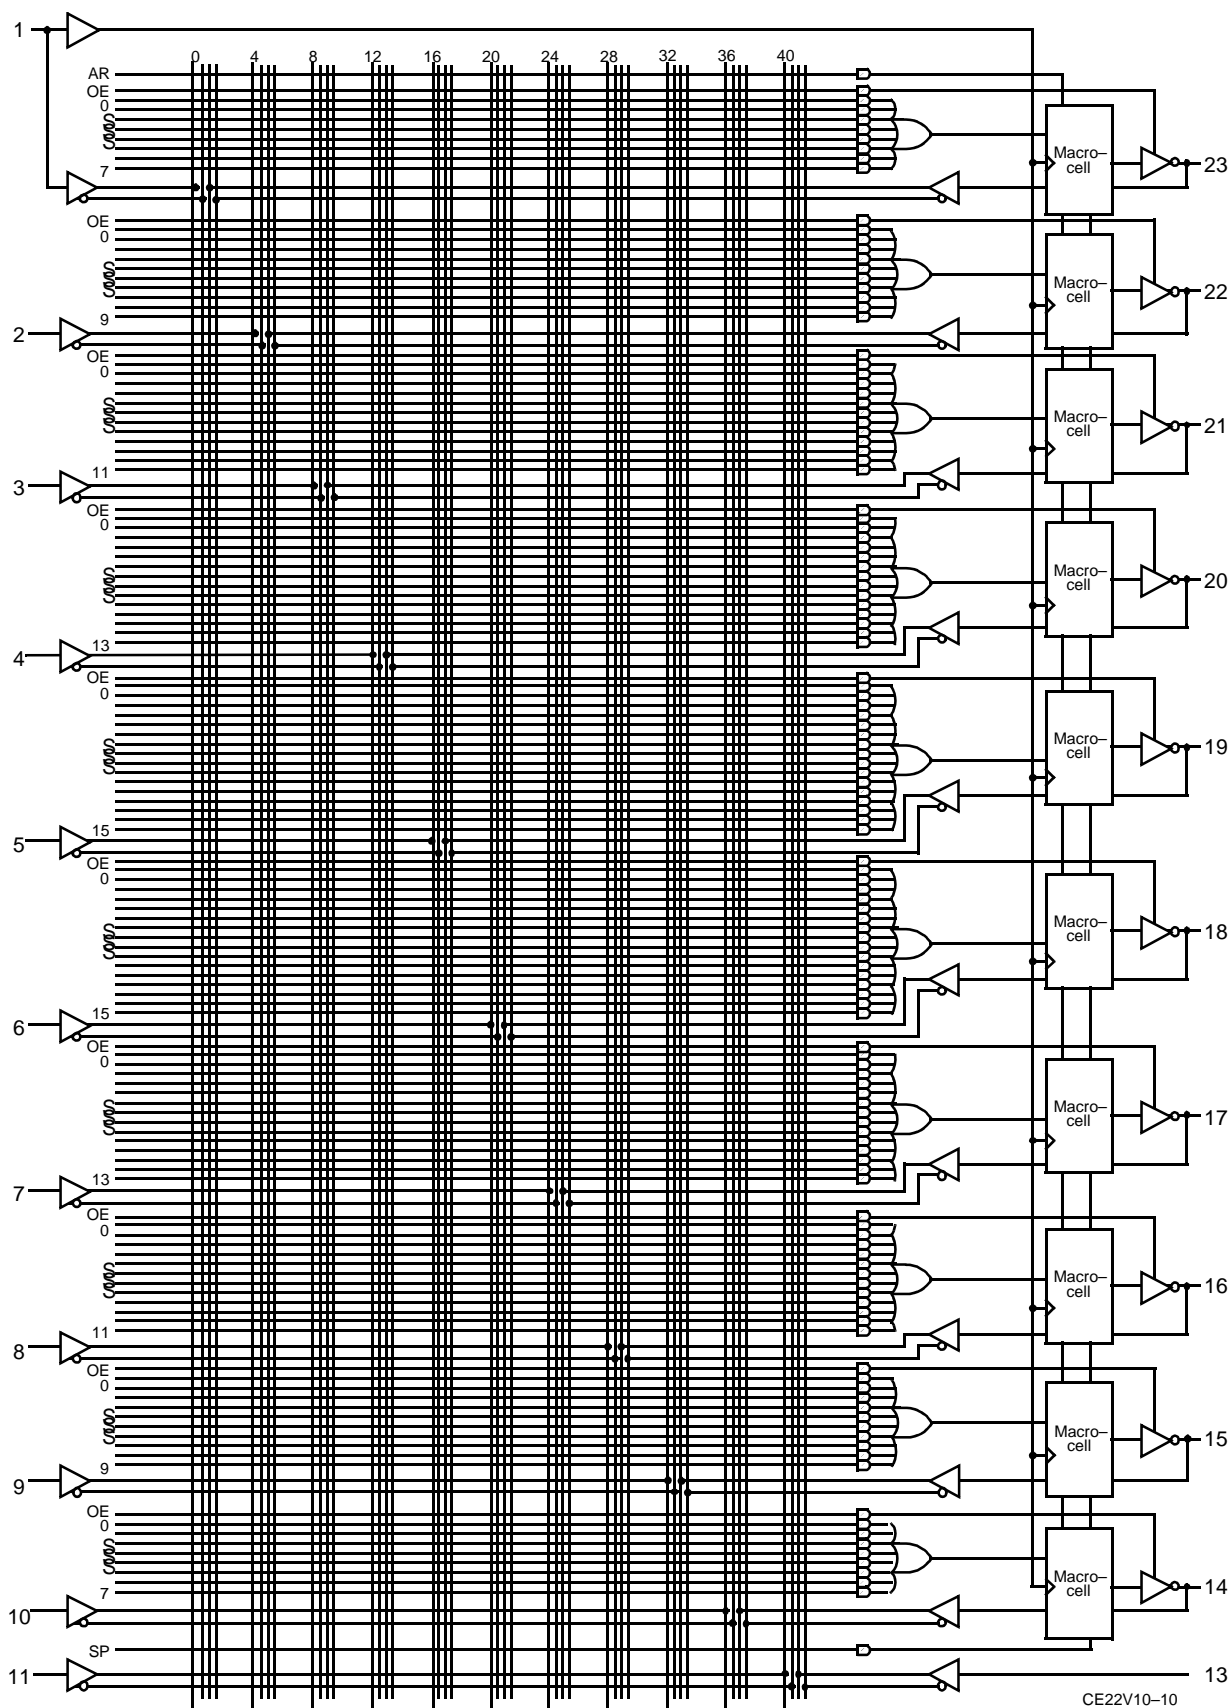 1
0 4 8 12 16 20 24 28 32 36 40
AR
OE
0
S
S
S
7
Macro–
cell
23
OE
0
S
S
S
9
Macro–
cell
22
2
OE
0
S
S
S
11
Macro–
cell
21
3
OE
0
S
S
S
13
Macro–
cell
20
4
OE
0
S
S
S
15
Macro–
cell
19
5
OE
0
S
S
S
15
Macro–
cell
18
6
OE
0
S
S
S
13
Macro–
cell
17
7
OE
0
S
S
S
11
Macro–
cell
16
8
OE
0
S
S
S
9
Macro–
cell
15
9
OE
0
S
S
S
7
Macro–
cell
14
10
SP
11
13
CE22V10–10